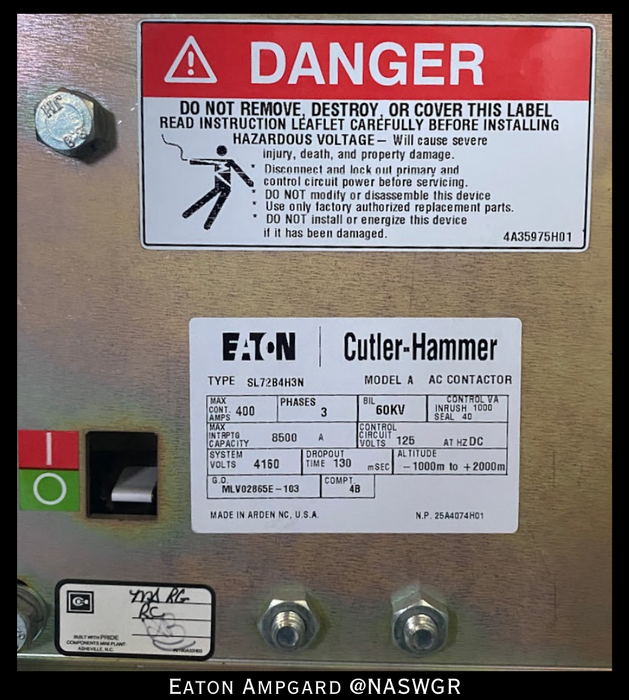 DANGER
DO NOT REMOVE, DESTROY, OR COVER THIS LABEL
READ INSTRUCTION LEAFLET CAREFULLY BEFORE INSTALLING
HAZARDOUS VOLTAGE — Will cause severe
injury, death, and property damage.
* Disconnect and lock out primary and
control circuit power before servicing.
* DO NOT modify or disassemble this device
* Use only factory authorized replacement parts.
* DO NOT install or energize this device
if it has been damaged.
4A35975H01
EATON | Cutler-Hammer
TYPE SL72B4H3N MODEL A AC CONTACTOR
MAX CONT. AMPS 400 PHASES 3 BIL 60KV CONTROL VA INRUSH 1000 SEAL 40
MAX INTRPTG CAPACITY 8500 A CONTROL CIRCUIT VOLTS 125 AT HZ DC
SYSTEM VOLTS 4160 DROPOUT TIME 130 mSEC ALTITUDE -1000m to +2000m
G.O. MLV02865E-103 COMPT. 4B
MADE IN ARDEN NC, U.S.A. N.P. 25A4074H01
I
O
RG
RC
BUILT WITH PRIDE
COMPONENTS MINI PLANT
ASHEVILLE, N.C.
EATON AMPGARD @NASWGR